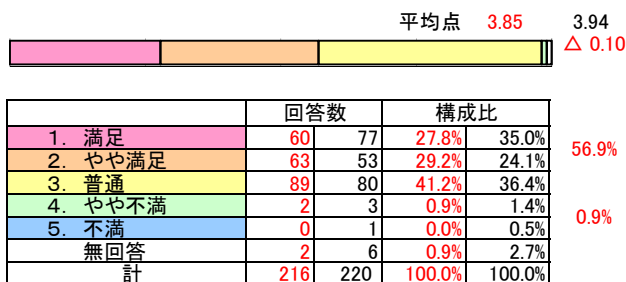 平均点 3.85 3.94
△ 0.10
回答数 構成比
1. 満足 60 77 27.8% 35.0%
56.9%
2. やや満足 63 53 29.2% 24.1%
3. 普通 89 80 41.2% 36.4%
4. やや不満 2 3 0.9% 1.4%
0.9%
5. 不満 0 1 0.0% 0.5%
無回答 2 6 0.9% 2.7%
計 216 220 100.0% 100.0%